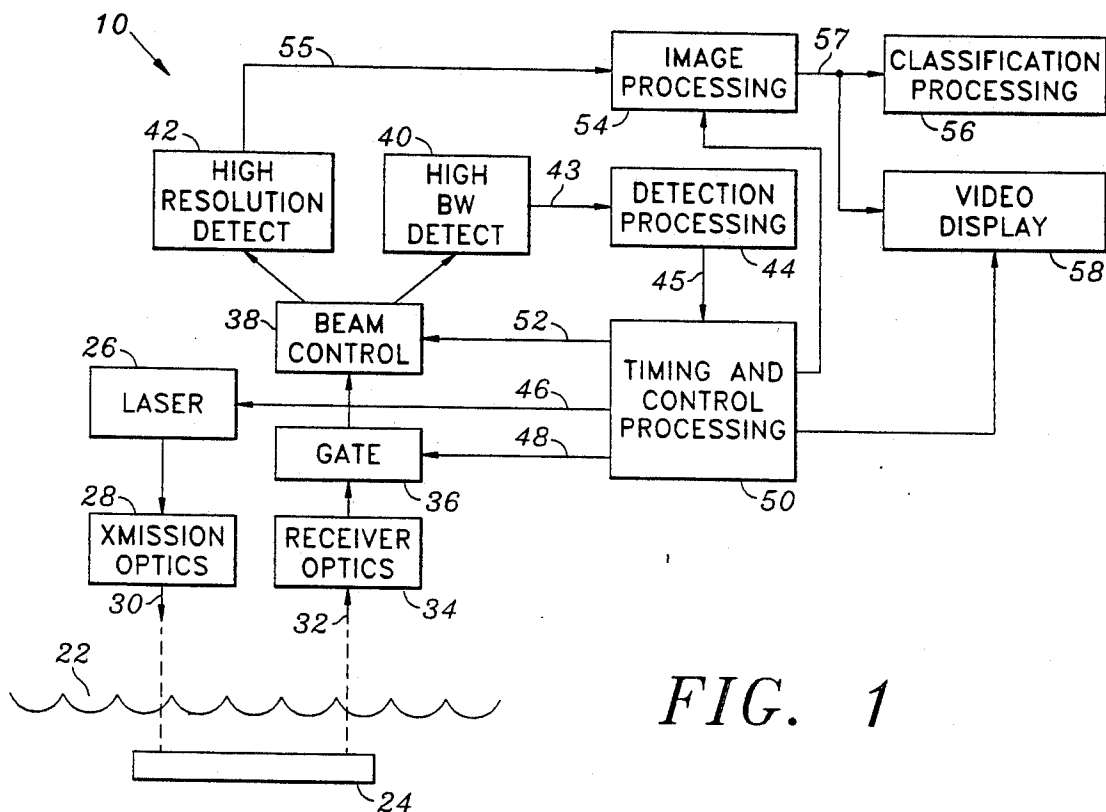 10
55
IMAGE
PROCESSING
54
57
CLASSIFICATION
PROCESSING
56
42
HIGH
RESOLUTION
DETECT
40
HIGH
BW
DETECT
43
DETECTION
PROCESSING
44
45
VIDEO
DISPLAY
58
38
BEAM
CONTROL
52
26
LASER
46
TIMING AND
CONTROL
PROCESSING
50
GATE
36
48
28
XMISSION
OPTICS
30
RECEIVER
OPTICS
34
32
22
24
FIG. 1